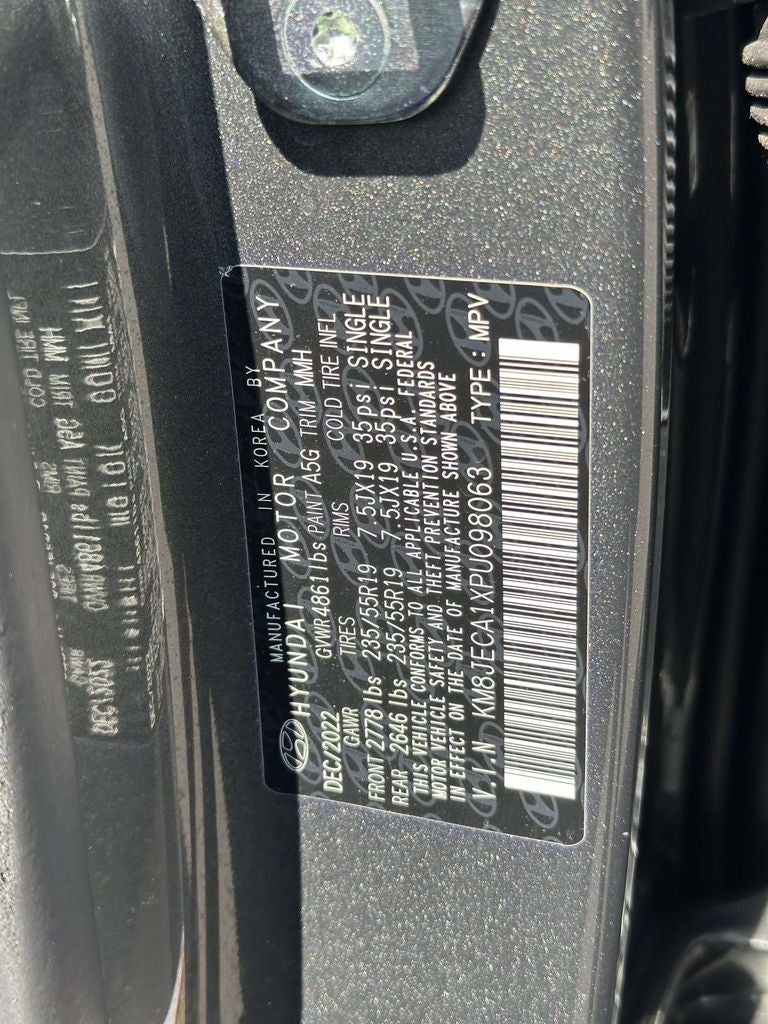 MANUFACTURED IN KOREA BY
HYUNDAI MOTOR COMPANY
DEC/2022 GVWR 4861 lbs PAINT A5G TRIM MMH
GAWR TIRES RIMS COLD TIRE INFL
FRONT 2778 lbs 235/55R19 7.5JX19 35psi SINGLE
REAR 2646 lbs 235/55R19 7.5JX19 35psi SINGLE
THIS VEHICLE CONFORMS TO ALL APPLICABLE U.S.A. FEDERAL
MOTOR VEHICLE SAFETY AND THEFT PREVENTION STANDARDS
IN EFFECT ON THE DATE OF MANUFACTURE SHOWN ABOVE
V.I.N KM8JECA1XPU098063 TYPE : MPV